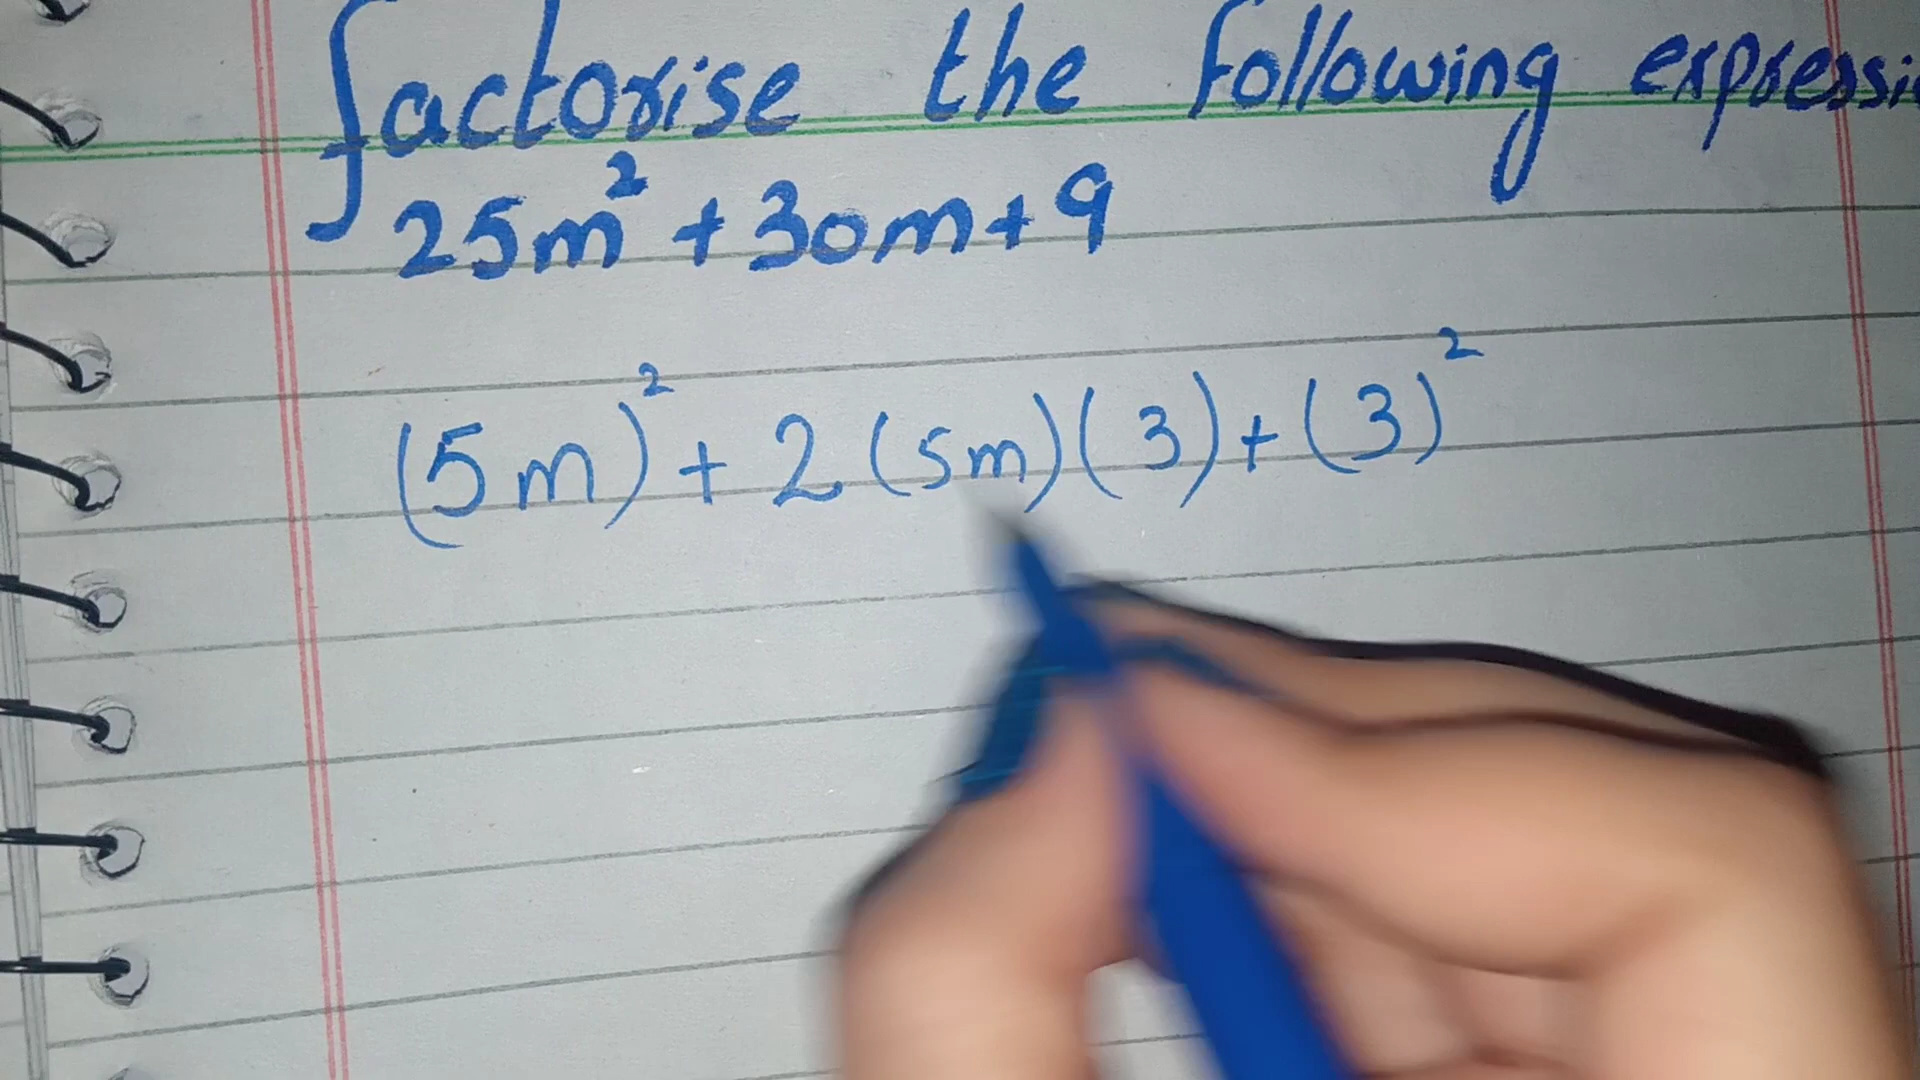 factorise the following expressi
25m² + 30m + 9
(5m)² + 2(5m)(3) + (3)²